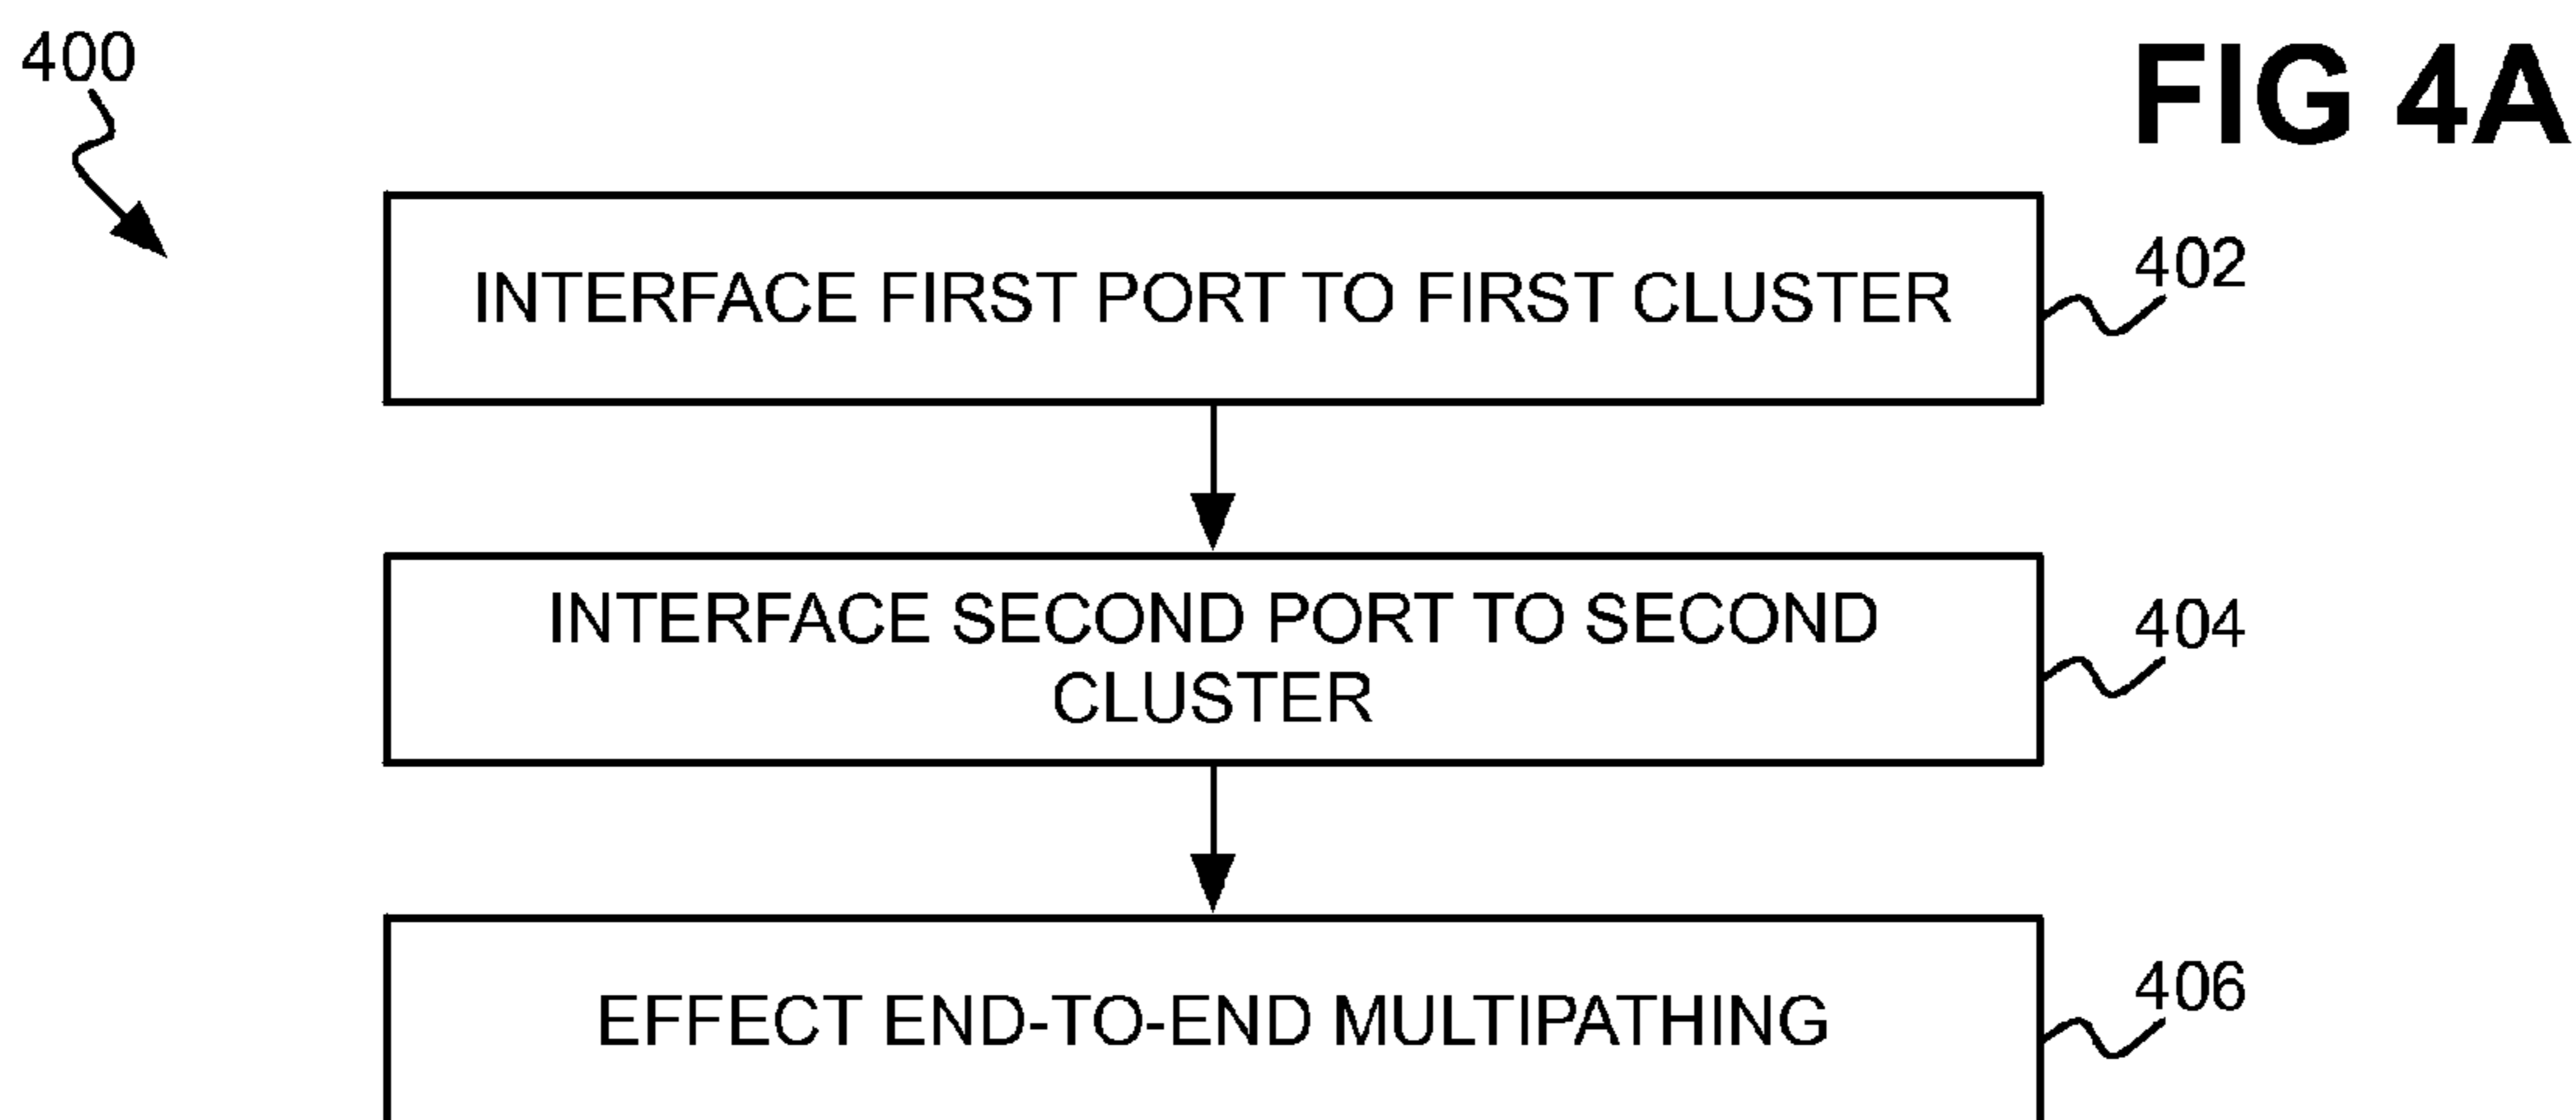 400
FIG 4A
INTERFACE FIRST PORT TO FIRST CLUSTER
402
INTERFACE SECOND PORT TO SECOND
CLUSTER
404
EFFECT END-TO-END MULTIPATHING
406